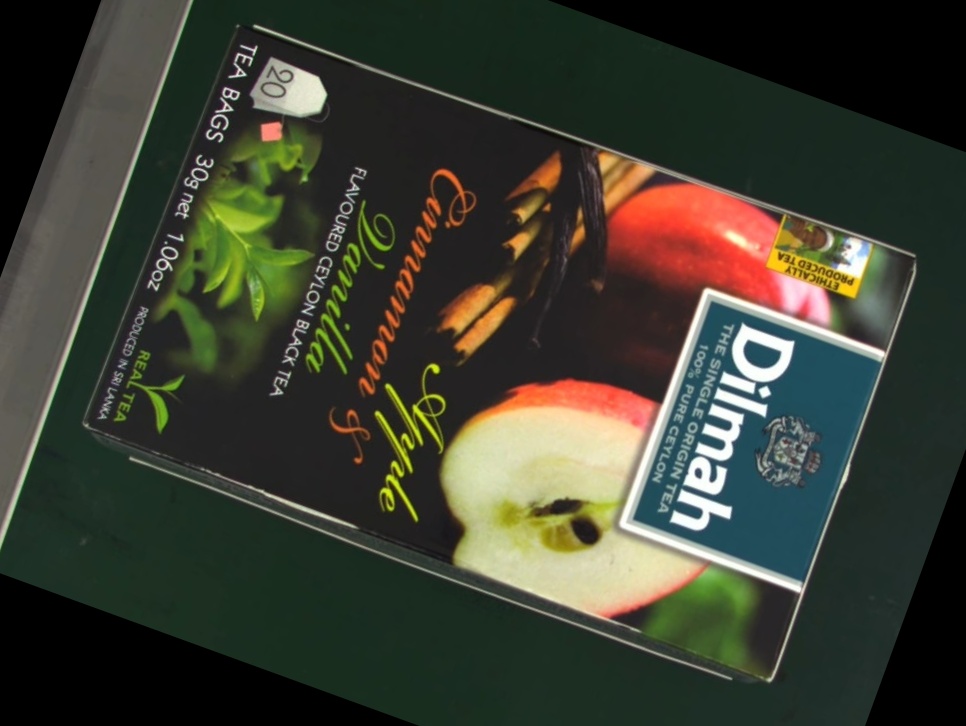 Dilmah
THE SINGLE ORIGIN TEA
100% PURE CEYLON
ETHICALLY
PRODUCED TEA
Cinnamon &
Vanilla Apple
FLAVOURED CEYLON BLACK TEA
20
TEA BAGS 30g net 1.06oz
REAL TEA
PRODUCED IN SRI LANKA